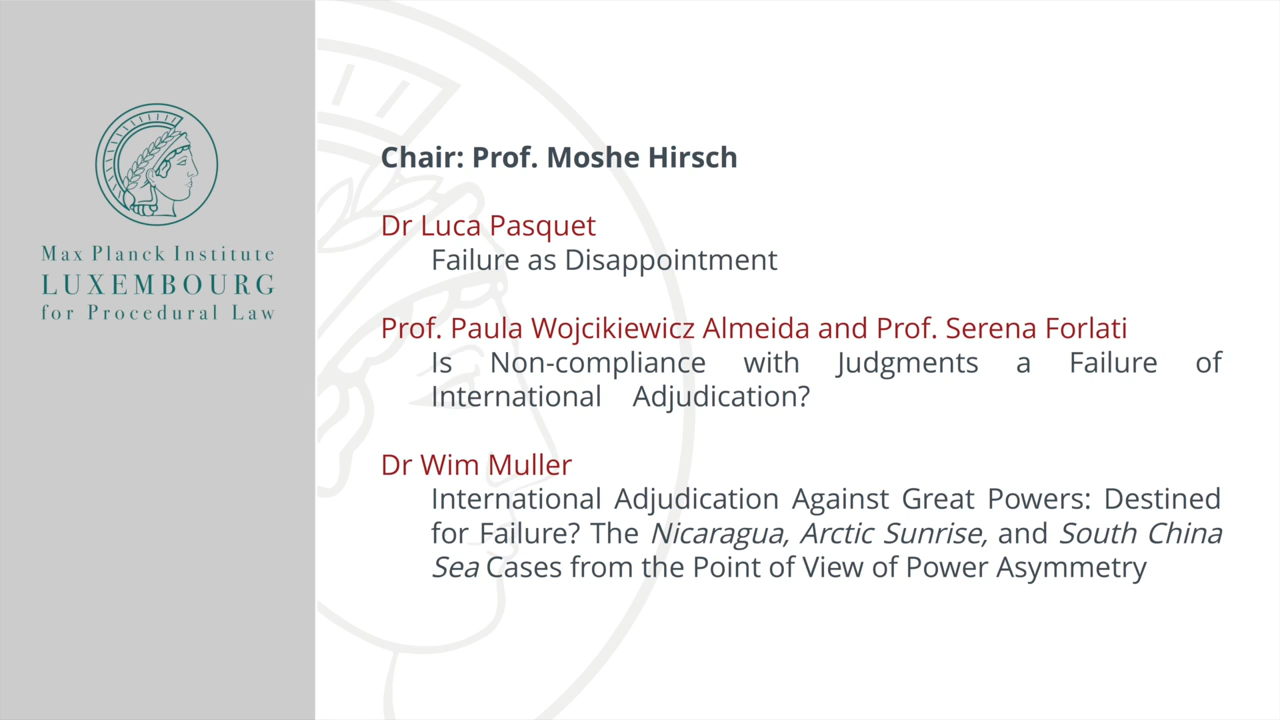 Max Planck Institute
LUXEMBOURG
for Procedural Law
Chair: Prof. Moshe Hirsch
Dr Luca Pasquet
Failure as Disappointment
Prof. Paula Wojcikiewicz Almeida and Prof. Serena Forlati
Is Non-compliance with Judgments a Failure of
International Adjudication?
Dr Wim Muller
International Adjudication Against Great Powers: Destined
for Failure? The Nicaragua, Arctic Sunrise, and South China
Sea Cases from the Point of View of Power Asymmetry